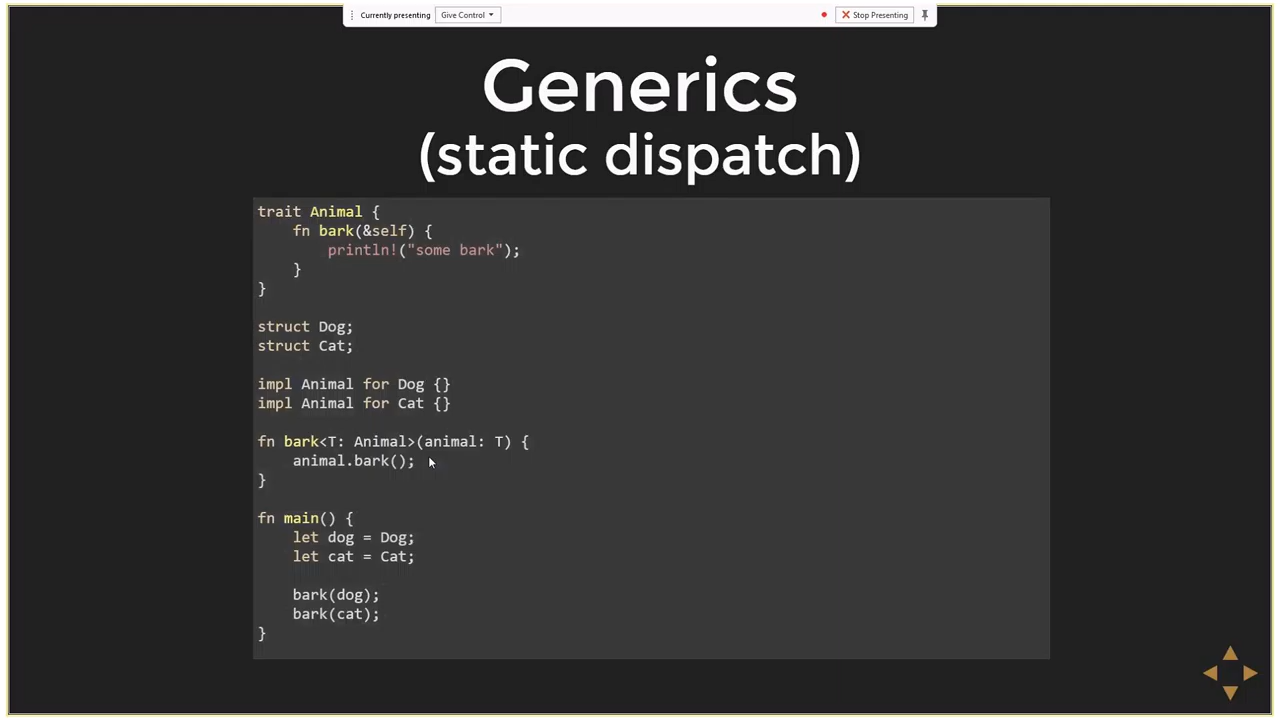 Currently presenting Give Control Stop Presenting
Generics
(static dispatch)
trait Animal {
    fn bark(&self) {
        println!("some bark");
    }
}

struct Dog;
struct Cat;

impl Animal for Dog {}
impl Animal for Cat {}

fn bark<T: Animal>(animal: T) {
    animal.bark();
}

fn main() {
    let dog = Dog;
    let cat = Cat;

    bark(dog);
    bark(cat);
}